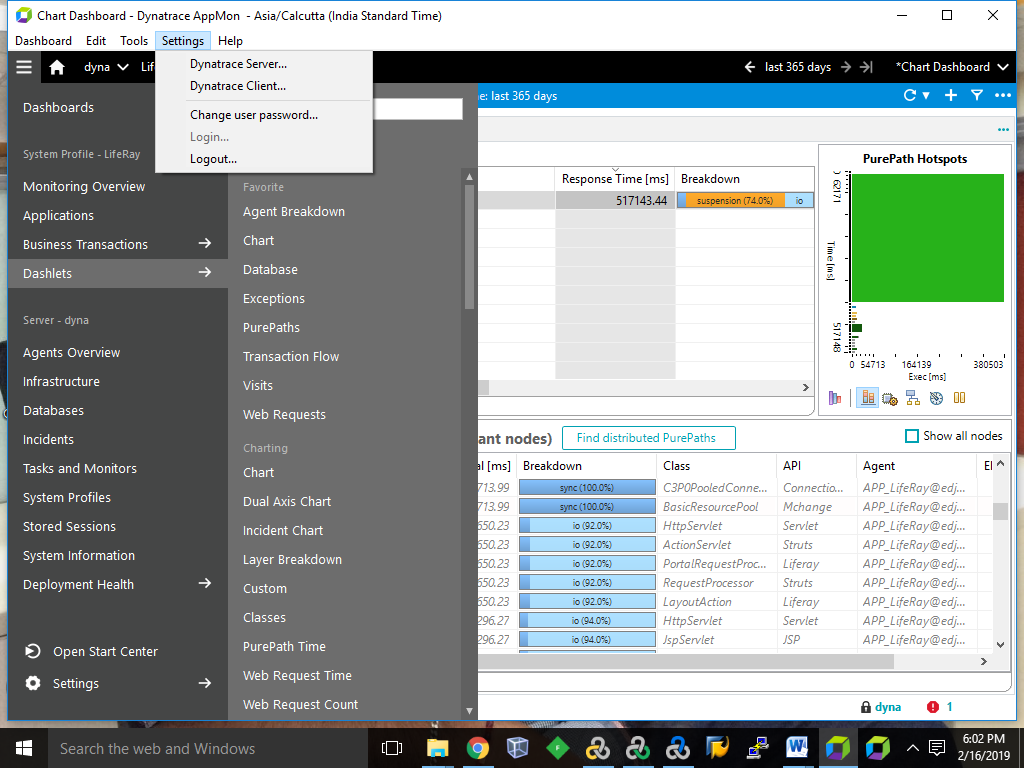 Chart Dashboard - Dynatrace AppMon - Asia/Calcutta (India Standard Time)
Dashboard Edit Tools Settings Help
dyna Lif last 365 days *Chart Dashboard
Dynatrace Server...
Dynatrace Client...
Change user password...
Login...
Logout...
Dashboards
System Profile - LifeRay
Monitoring Overview
Applications
Business Transactions
Dashlets
Server - dyna
Agents Overview
Infrastructure
Databases
Incidents
Tasks and Monitors
System Profiles
Stored Sessions
System Information
Deployment Health
Open Start Center
Settings
Favorite
Agent Breakdown
Chart
Database
Exceptions
PurePaths
Transaction Flow
Visits
Web Requests
Charting
Chart
Dual Axis Chart
Incident Chart
Layer Breakdown
Custom
Classes
PurePath Time
Web Request Time
Web Request Count
e: last 365 days
Response Time [ms] Breakdown
517143.44 suspension (74.0%) io
PurePath Hotspots
0 62171
Time [ms]
517148
0 54713 164139 380503
Exec [ms]
ant nodes) Find distributed PurePaths Show all nodes
al [ms] Breakdown Class API Agent El
713.99 sync (100.0%) C3P0PooledConne... Connectio... APP_LifeRay@edj...
713.99 sync (100.0%) BasicResourcePool Mchange APP_LifeRay@edj...
650.23 io (92.0%) HttpServlet Servlet APP_LifeRay@edj...
650.23 io (92.0%) ActionServlet Struts APP_LifeRay@edj...
650.23 io (92.0%) PortalRequestProc... Liferay APP_LifeRay@edj...
650.23 io (92.0%) RequestProcessor Struts APP_LifeRay@edj...
650.23 io (92.0%) LayoutAction Liferay APP_LifeRay@edj...
296.27 io (94.0%) HttpServlet Servlet APP_LifeRay@edj...
296.27 io (94.0%) JspServlet JSP APP_LifeRay@edj...
dyna 1
Search the web and Windows
6:02 PM
2/16/2019